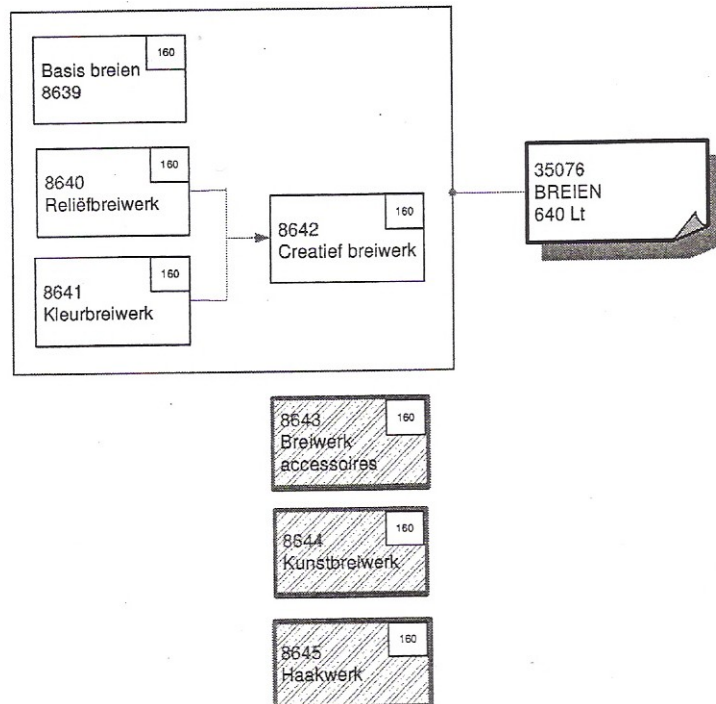 160
Basis breien
8639
160
8640
Reliëfbreiwerk
160
8641
Kleurbreiwerk
160
8642
Creatief breiwerk
35076
BREIEN
640 Lt
160
8643
Breiwerk
accessoires
160
8644
Kunstbreiwerk
160
8645
Haakwerk